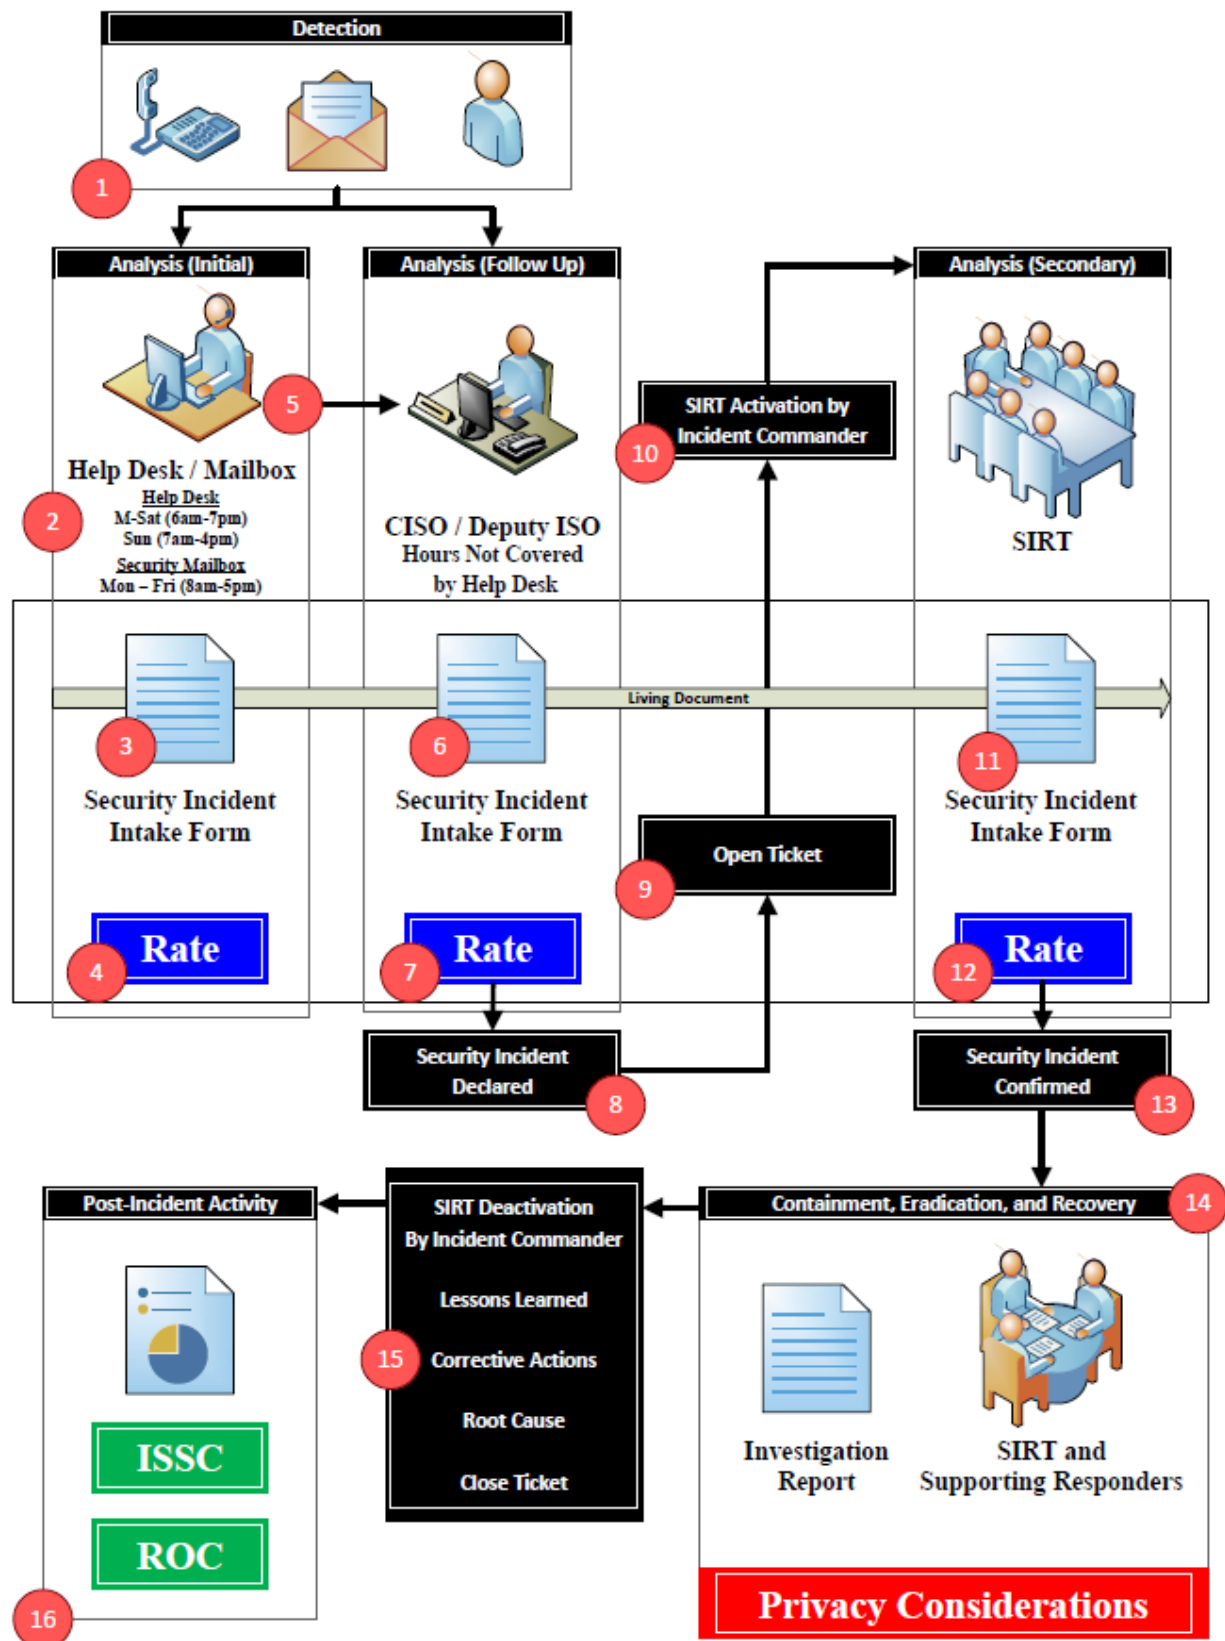 Detection
1
Analysis (Initial)
Analysis (Follow Up)
Analysis (Secondary)
5
SIRT Activation by
Incident Commander
10
Help Desk / Mailbox
Help Desk
M-Sat (6am-7pm)
Sun (7am-4pm)
Security Mailbox
Mon – Fri (8am-5pm)
2
CISO / Deputy ISO
Hours Not Covered
by Help Desk
SIRT
Living Document
3
6
11
Security Incident
Intake Form
Security Incident
Intake Form
Security Incident
Intake Form
Open Ticket
9
Rate
4
Rate
7
Rate
12
Security Incident
Declared
8
Security Incident
Confirmed
13
Post-Incident Activity
SIRT Deactivation
By Incident Commander
Lessons Learned
Corrective Actions
Root Cause
Close Ticket
15
Containment, Eradication, and Recovery
14
Investigation
Report
SIRT and
Supporting Responders
ISSC
ROC
16
Privacy Considerations